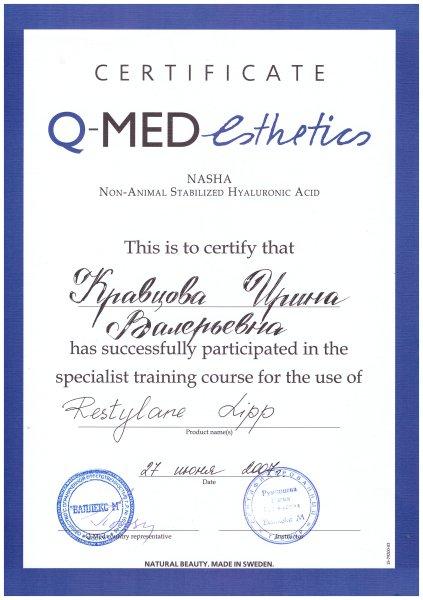 CERTIFICATE
Q-MED esthetics
NASHA
NON-ANIMAL STABILIZED HYALURONIC ACID
This is to certify that
Кравцова Ирина
Валерьевна
has successfully participated in the
specialist training course for the use of
Restylane Lipp
Product name(s)
27 июня 2007г.
Date
"ВАЛЛЕКС М"
Q-Med country representative
Instructor
NATURAL BEAUTY. MADE IN SWEDEN.